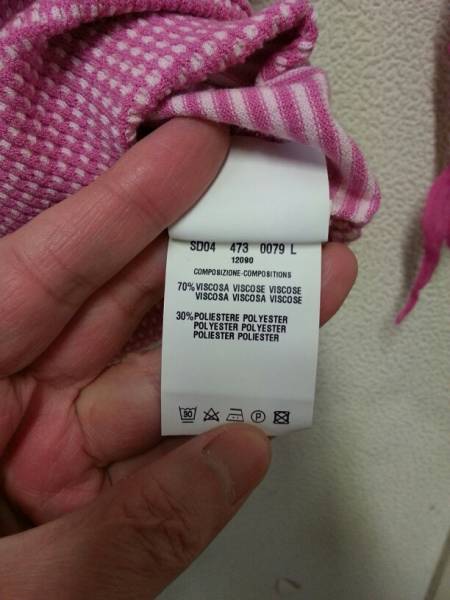 SD04 473 0079 L
12090
COMPOSIZIONE-COMPOSITIONS
70% VISCOSA VISCOSE VISCOSE
VISCOSA VISCOSA VISCOSE
30% POLIESTERE POLYESTER
POLYESTER POLYESTER
POLIESTER POLIESTER
P